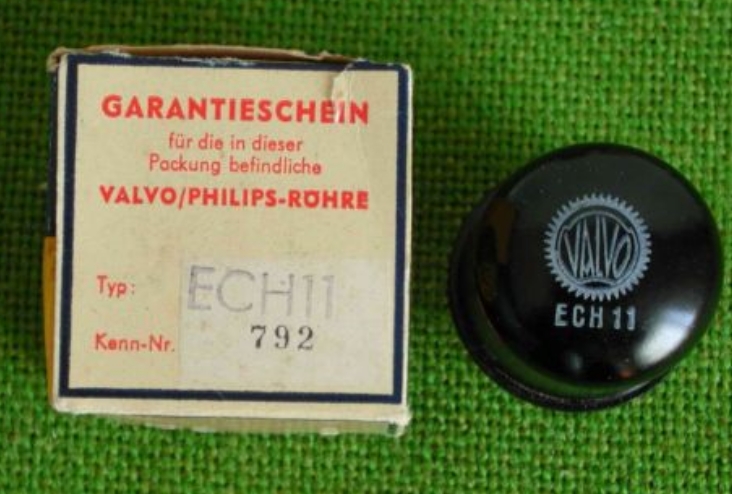 GARANTIESCHEIN
für die in dieser
Packung befindliche
VALVO/PHILIPS-RÖHRE
Typ: ECH11
Kenn-Nr. 792
VALVO
ECH 11